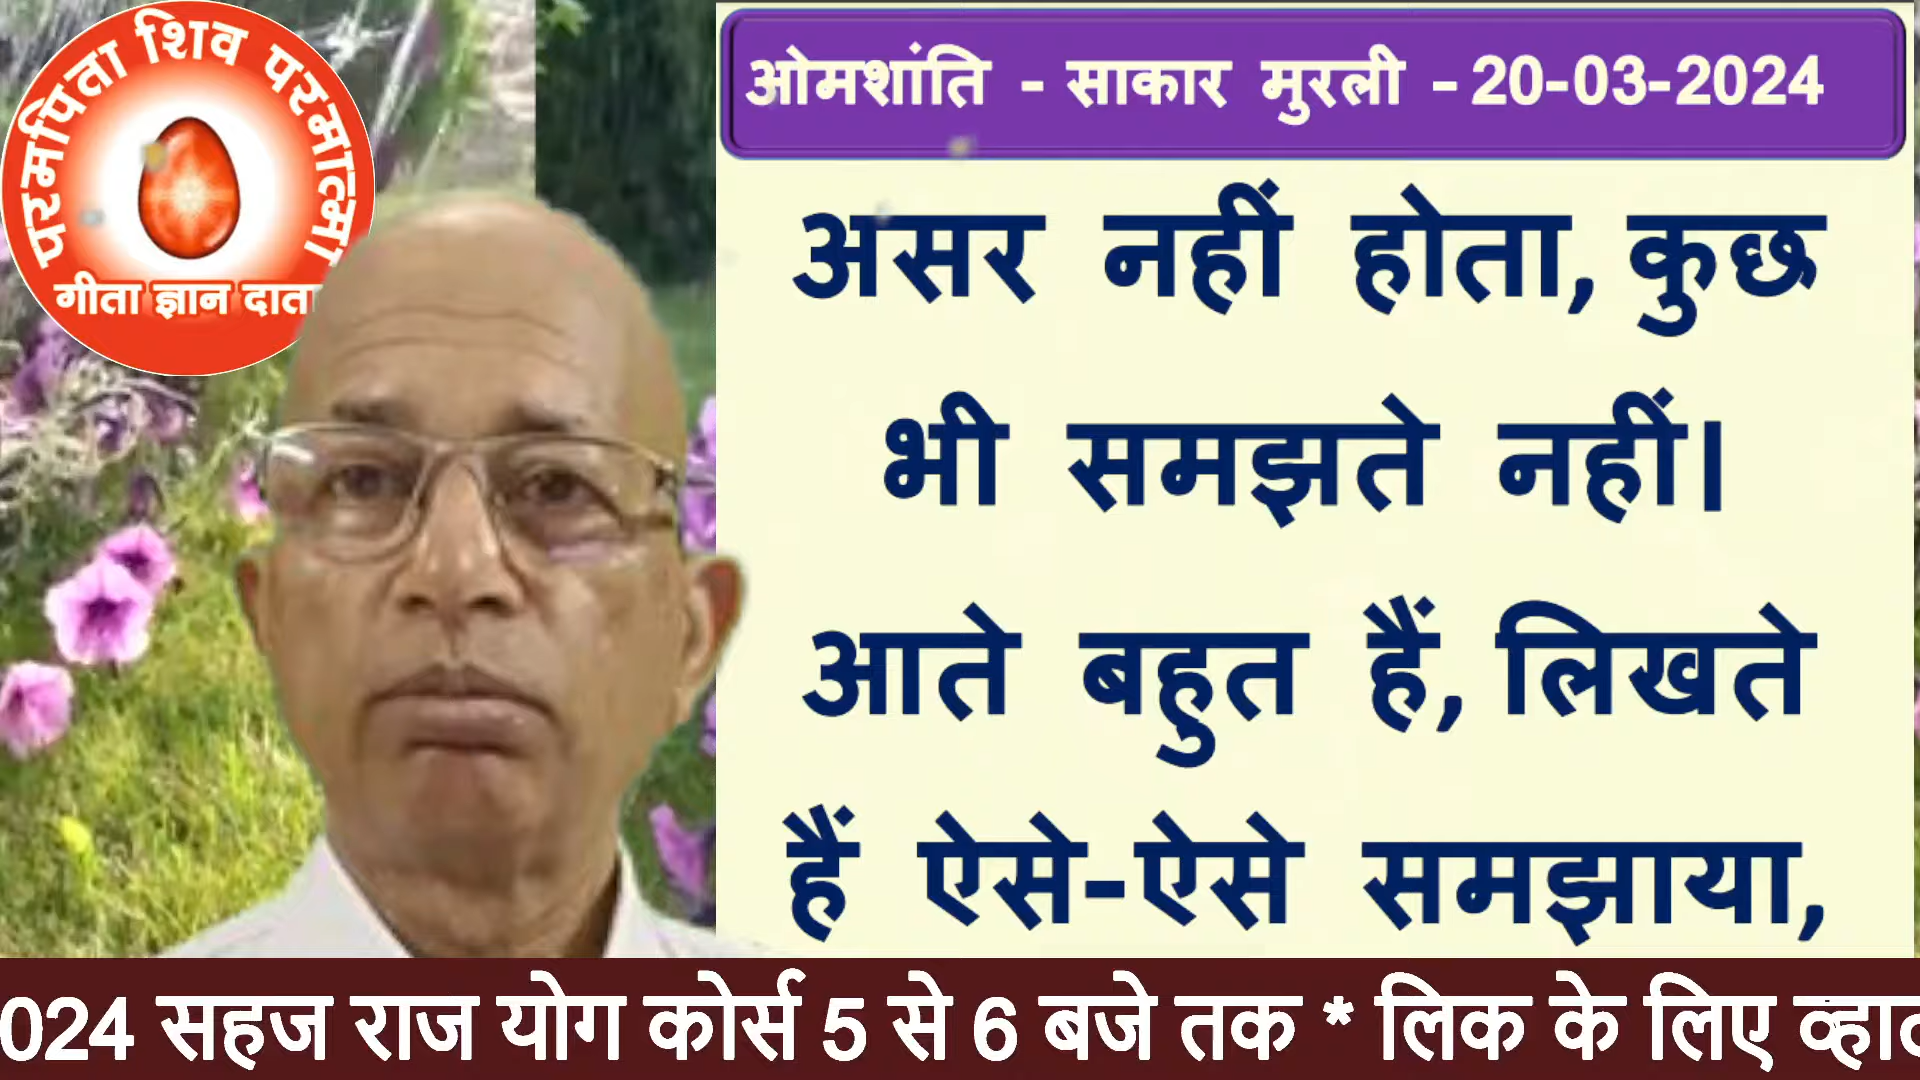 परमपिता शिव परमात्मा
गीता ज्ञान दाता
ओमशांति - साकार मुरली - 20-03-2024
असर नहीं होता, कुछ
भी समझते नहीं।
आते बहुत हैं, लिखते
हैं ऐसे-ऐसे समझाया,
024 सहज राज योग कोर्स 5 से 6 बजे तक * लिक के लिए